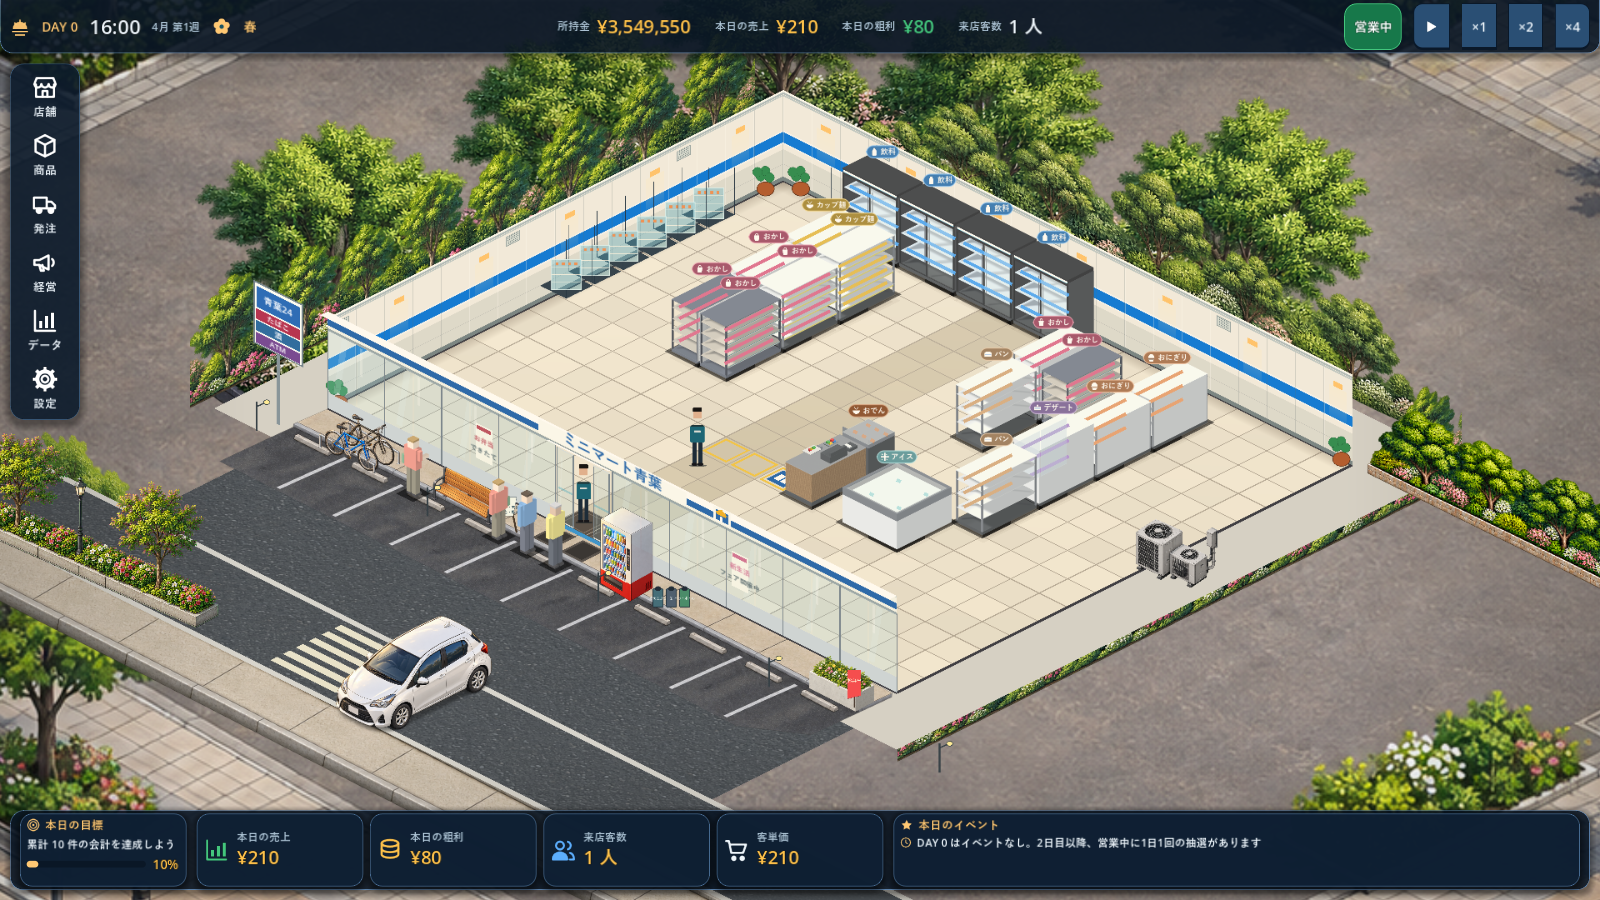 DAY 0 16:00 4月 第1週 春
所持金 ¥3,549,550 本日の売上 ¥210 本日の粗利 ¥80 来店客数 1 人
営業中 ×1 ×2 ×4
店舗
商品
発注
経営
データ
設定
飲料
飲料
飲料
飲料
カップ麺
カップ麺
おかし
おかし
おかし
おかし
おかし
おかし
パン
おにぎり
おにぎり
デザート
おでん
パン
アイス
青葉24
たばこ
酒
ATM
ミニマート青葉
本日の目標
累計 10 件の会計を達成しよう
10%
本日の売上
¥210
本日の粗利
¥80
来店客数
1 人
客単価
¥210
本日のイベント
DAY 0 はイベントなし。2日目以降、営業中に1日1回の抽選があります